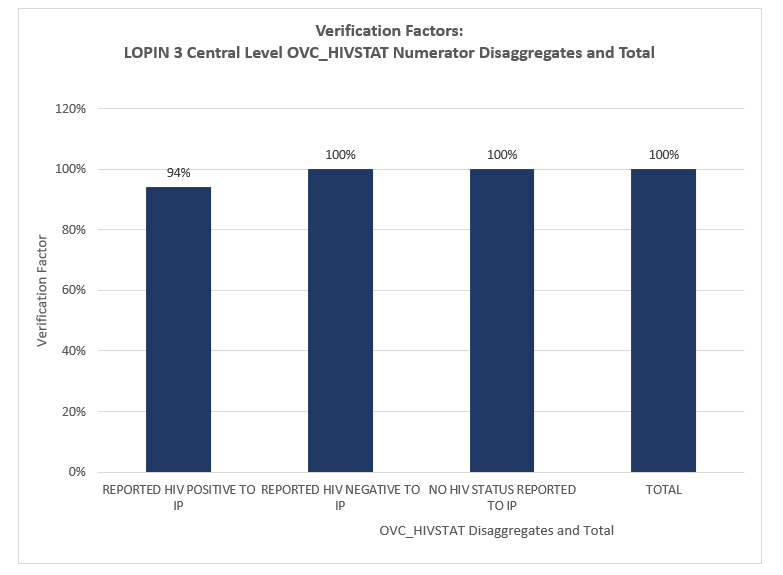 Verification Factors:
LOPIN 3 Central Level OVC_HIVSTAT Numerator Disaggregates and Total
120%
100%
80%
60%
40%
20%
0%
Verification Factor
94%
100%
100%
100%
REPORTED HIV POSITIVE TO
IP
REPORTED HIV NEGATIVE TO
IP
NO HIV STATUS REPORTED
TO IP
TOTAL
OVC_HIVSTAT Disaggregates and Total